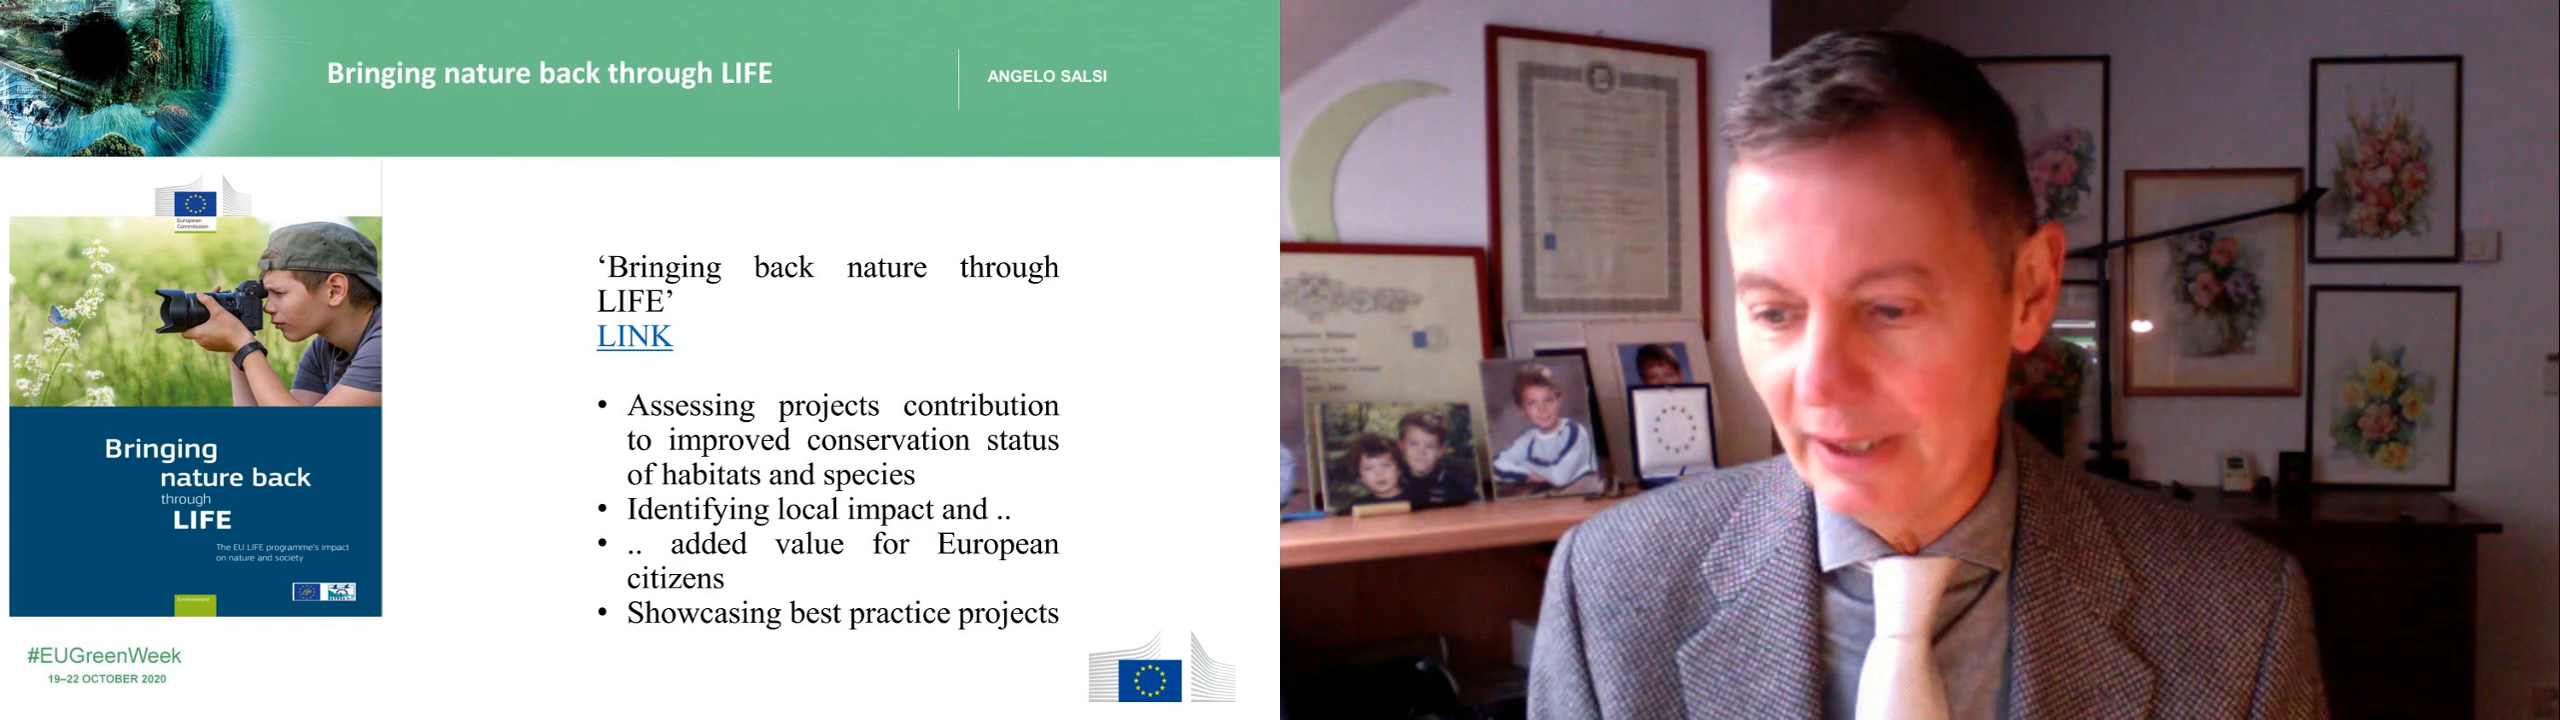 Bringing nature back through LIFE
ANGELO SALSI
European
Commission
Bringing
nature back
through
LIFE
The EU LIFE programme's impact
on nature and society
Environment
#EUGreenWeek
19–22 OCTOBER 2020
‘Bringing back nature through
LIFE’
LINK
• Assessing projects contribution
to improved conservation status
of habitats and species
• Identifying local impact and ..
• .. added value for European
citizens
• Showcasing best practice projects